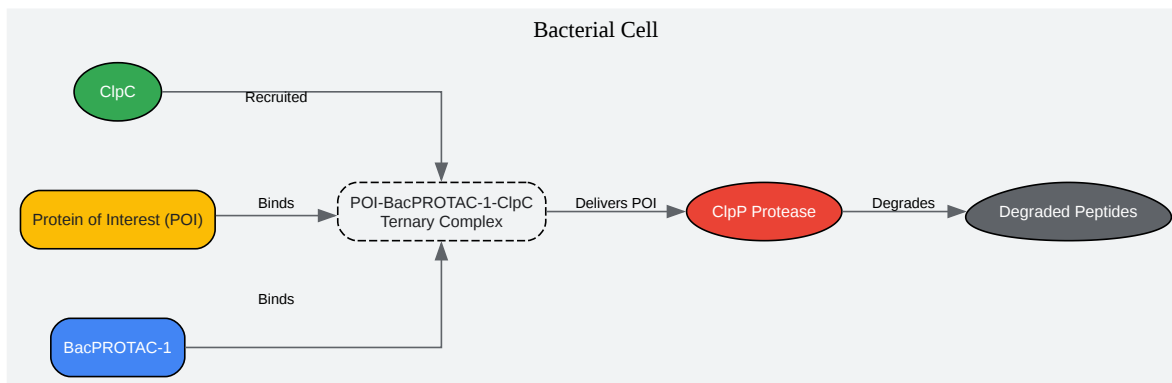 Bacterial Cell
ClpC
Recruited
Protein of Interest (POI)
Binds
POI-BacPROTAC-1-ClpC
Ternary Complex
Delivers POI
ClpP Protease
Degrades
Degraded Peptides
Binds
BacPROTAC-1